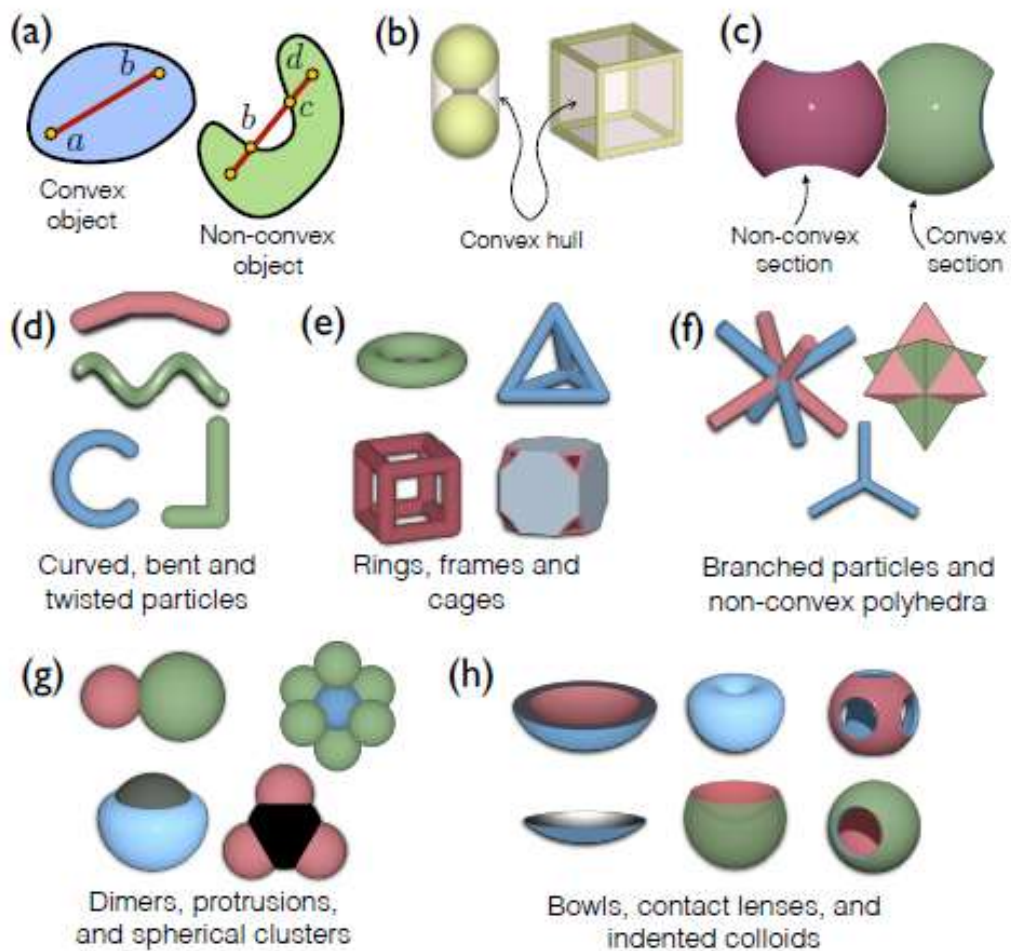 (a)
b
a
Convex
object
d
c
b
Non-convex
object
(b)
Convex hull
(c)
Non-convex
section
Convex
section
(d)
Curved, bent and
twisted particles
(e)
Rings, frames and
cages
(f)
Branched particles and
non-convex polyhedra
(g)
Dimers, protrusions,
and spherical clusters
(h)
Bowls, contact lenses, and
indented colloids